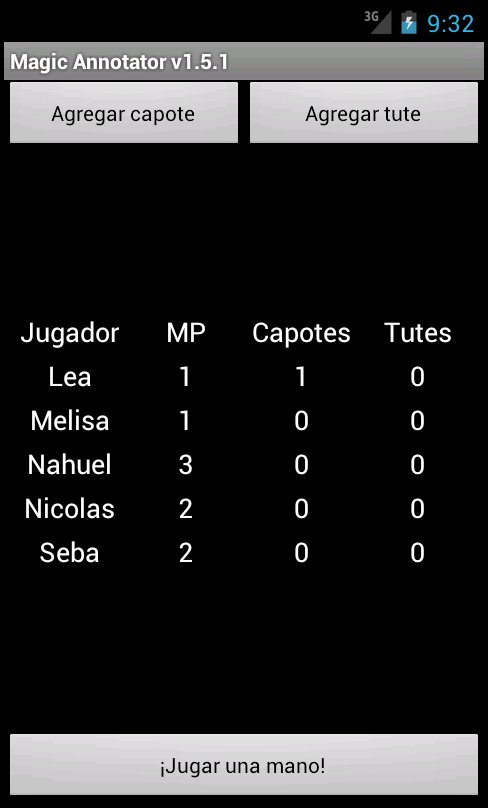 3G 9:32
Magic Annotator v1.5.1
Agregar capote Agregar tute
Jugador MP Capotes Tutes
Lea 1 1 0
Melisa 1 0 0
Nahuel 3 0 0
Nicolas 2 0 0
Seba 2 0 0
¡Jugar una mano!